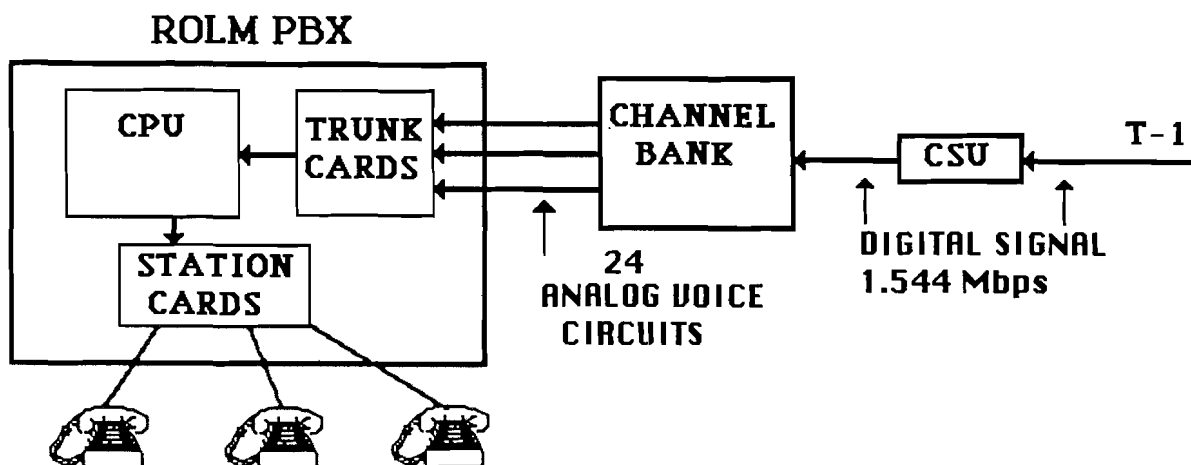 ROLM PBX
CPU
TRUNK
CARDS
STATION
CARDS
CHANNEL
BANK
CSU
T-1
24
ANALOG VOICE
CIRCUITS
DIGITAL SIGNAL
1.544 Mbps